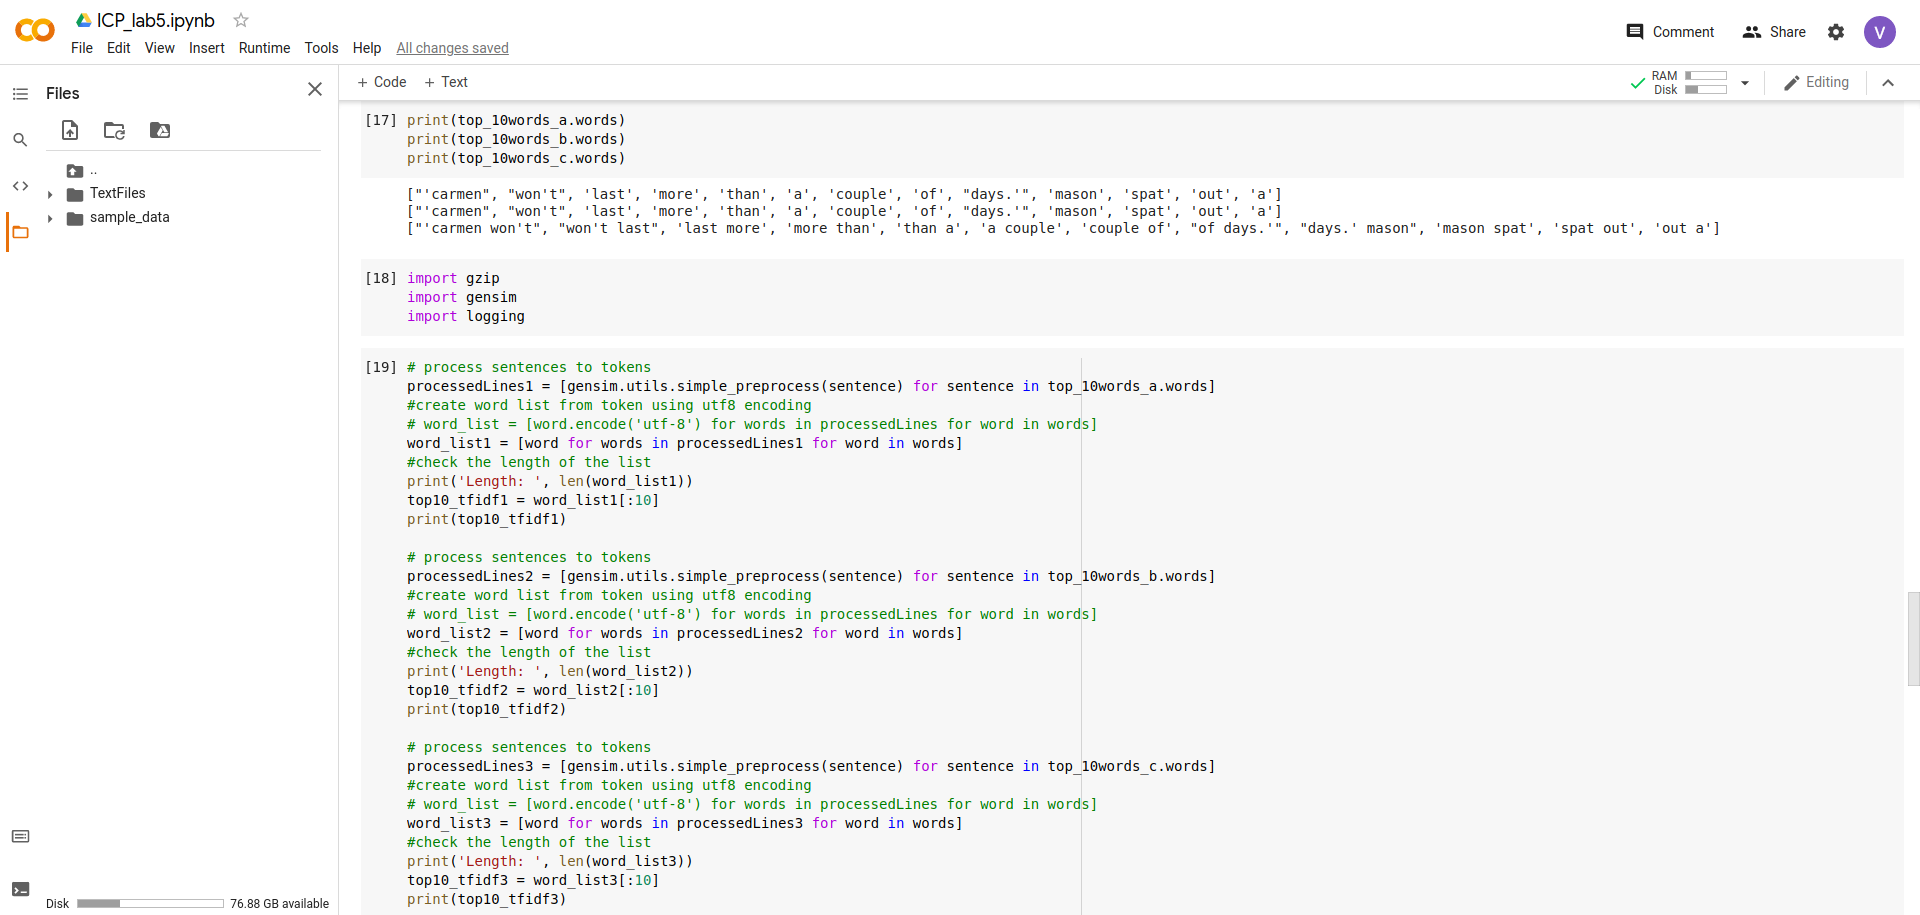 ICP_lab5.ipynb
File Edit View Insert Runtime Tools Help All changes saved
Comment Share V
Files
+ Code + Text
RAM
Disk
Editing
..
TextFiles
sample_data
[17] print(top_10words_a.words)
print(top_10words_b.words)
print(top_10words_c.words)
["'carmen", "won't", 'last', 'more', 'than', 'a', 'couple', 'of', "days.'", 'mason', 'spat', 'out', 'a']
["'carmen", "won't", 'last', 'more', 'than', 'a', 'couple', 'of', "days.'", 'mason', 'spat', 'out', 'a']
["'carmen won't", "won't last", 'last more', 'more than', 'than a', 'a couple', 'couple of', "of days.'", "days.' mason", 'mason spat', 'spat out', 'out a']
[18] import gzip
import gensim
import logging
[19] # process sentences to tokens
processedLines1 = [gensim.utils.simple_preprocess(sentence) for sentence in top_10words_a.words]
#create word list from token using utf8 encoding
# word_list = [word.encode('utf-8') for words in processedLines for word in words]
word_list1 = [word for words in processedLines1 for word in words]
#check the length of the list
print('Length: ', len(word_list1))
top10_tfidf1 = word_list1[:10]
print(top10_tfidf1)
# process sentences to tokens
processedLines2 = [gensim.utils.simple_preprocess(sentence) for sentence in top_10words_b.words]
#create word list from token using utf8 encoding
# word_list = [word.encode('utf-8') for words in processedLines for word in words]
word_list2 = [word for words in processedLines2 for word in words]
#check the length of the list
print('Length: ', len(word_list2))
top10_tfidf2 = word_list2[:10]
print(top10_tfidf2)
# process sentences to tokens
processedLines3 = [gensim.utils.simple_preprocess(sentence) for sentence in top_10words_c.words]
#create word list from token using utf8 encoding
# word_list = [word.encode('utf-8') for words in processedLines for word in words]
word_list3 = [word for words in processedLines3 for word in words]
#check the length of the list
print('Length: ', len(word_list3))
top10_tfidf3 = word_list3[:10]
print(top10_tfidf3)
Disk 76.88 GB available